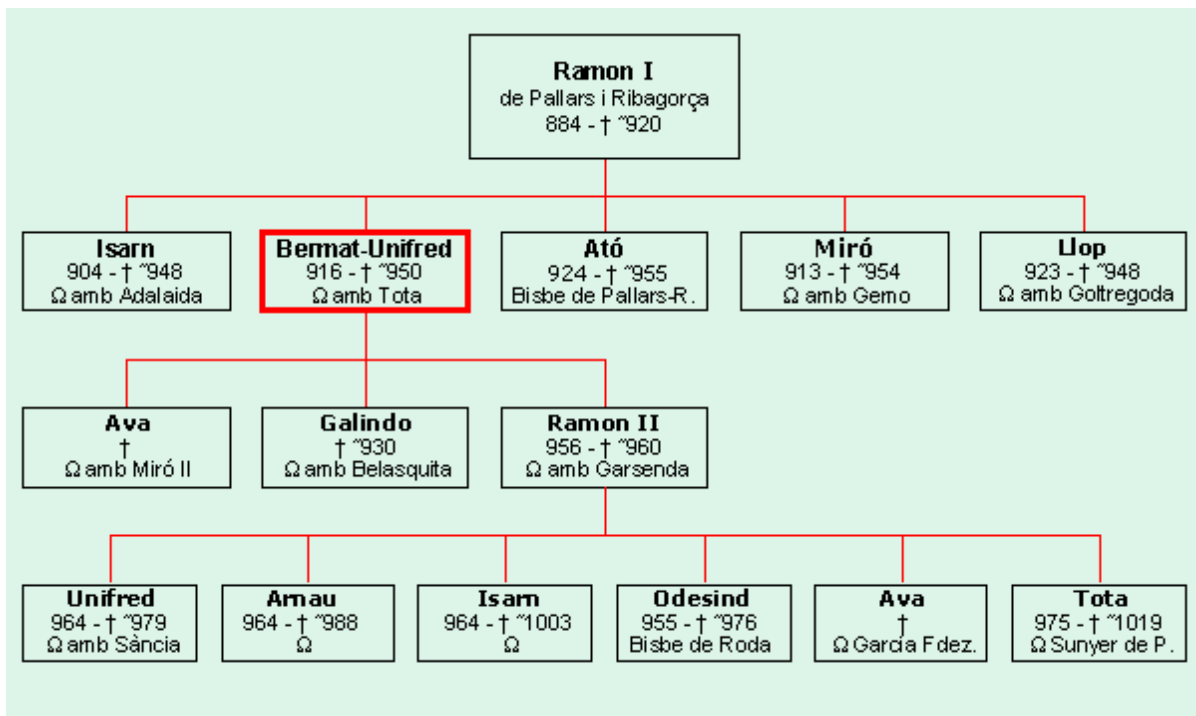 Ramon I
de Pallars i Ribagorça
884 - † ~920
Isarn
904 - † ~948
Ω amb Adalaida
Bernat-Unifred
916 - † ~950
Ω amb Tota
Ató
924 - † ~955
Bisbe de Pallars-R.
Miró
913 - † ~954
Ω amb Gemo
Llop
923 - † ~948
Ω amb Goltregoda
Ava
†
Ω amb Miró II
Galindo
† ~930
Ω amb Belasquita
Ramon II
956 - † ~960
Ω amb Garsenda
Unifred
964 - † ~979
Ω amb Sància
Arnau
964 - † ~988
Ω
Isarn
964 - † ~1003
Ω
Odesind
955 - † ~976
Bisbe de Roda
Ava
†
Ω García Fdez.
Tota
975 - † ~1019
Ω Sunyer de P.